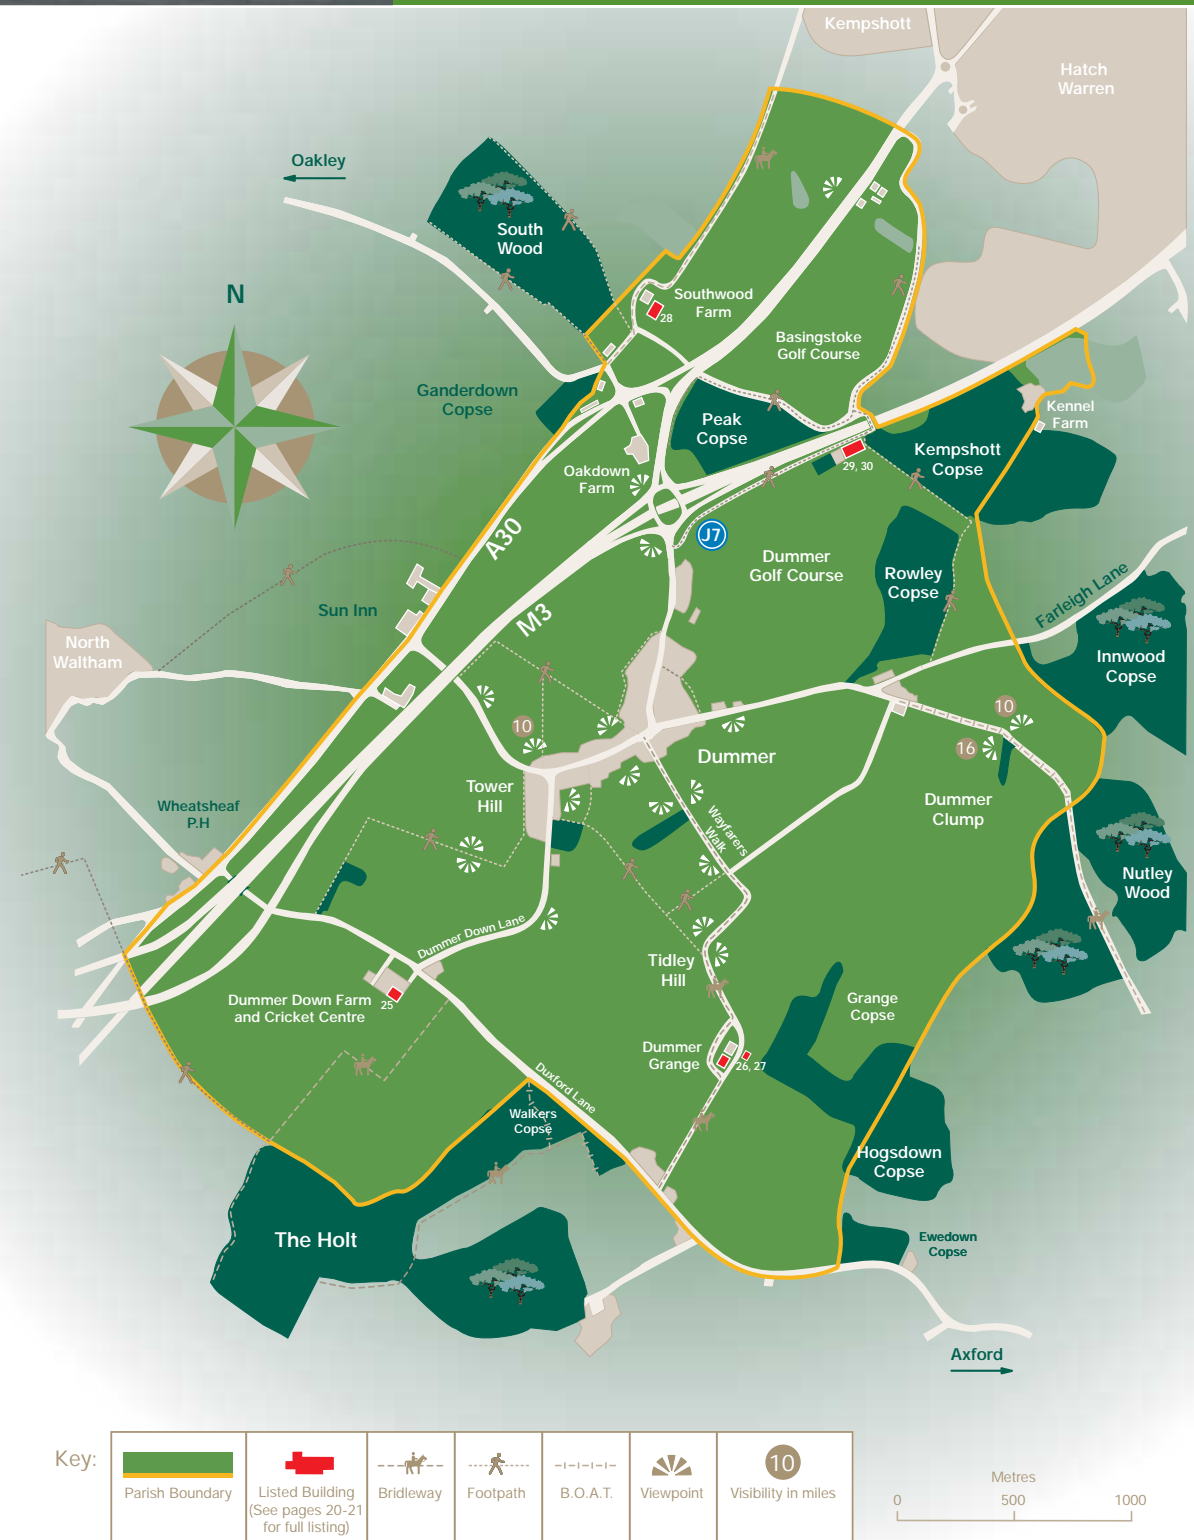 Kempshott
Hatch
Warren
Oakley
South
Wood
N
Southwood
Farm
28
Basingstoke
Golf Course
Ganderdown
Copse
Peak
Copse
Kennel
Farm
Kempshott
Copse
29, 30
Oakdown
Farm
A30
J7
Dummer
Golf Course
Rowley
Copse
Farleigh Lane
Sun Inn
M3
North
Waltham
Innwood
Copse
10
10
16
Dummer
Tower
Hill
Wheatsheaf
P.H
Wayfarers
Walk
Dummer
Clump
Nutley
Wood
Dummer Down Lane
Tidley
Hill
Dummer Down Farm
and Cricket Centre
25
Grange
Copse
Dummer
Grange
26, 27
Duxford Lane
Walkers
Copse
Hogsdown
Copse
The Holt
Ewedown
Copse
Axford
Key:
Parish Boundary
Listed Building
(See pages 20-21
for full listing)
Bridleway
Footpath
B.O.A.T.
Viewpoint
10
Visibility in miles
Metres
0 500 1000